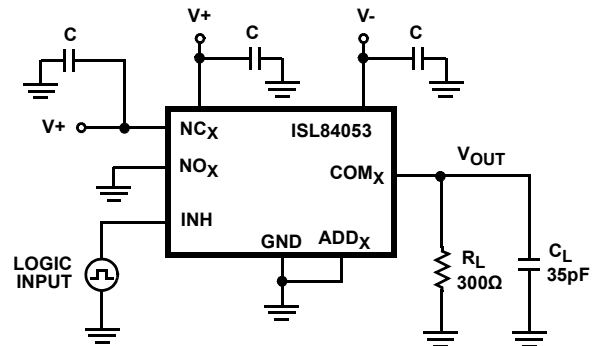 V+
V-
C
C
C
V+
NCX
ISL84053
NOX
COMX
VOUT
INH
GND
ADDX
LOGIC
INPUT
RL
300Ω
CL
35pF